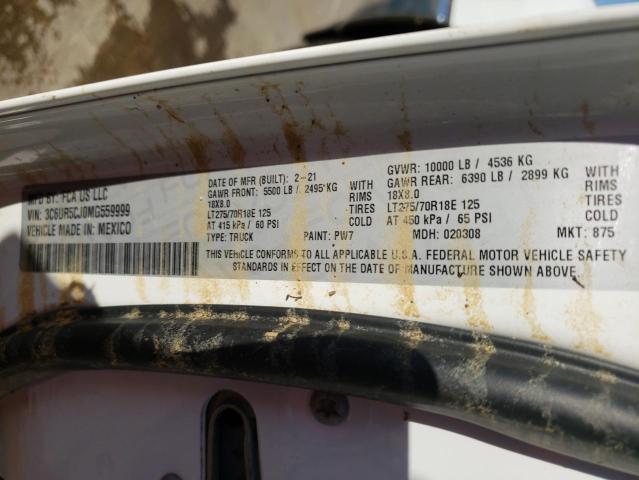 MFD BY: FCA US LLC
VIN: 3C6UR5CJ0MG559999
VEHICLE MADE IN: MEXICO
DATE OF MFR (BUILT): 2-21
GAWR FRONT: 5500 LB / 2495 KG
18X8.0 RIMS
LT275/70R18E 125 TIRES
AT 415 kPa / 60 PSI COLD
TYPE: TRUCK PAINT: PW7
GVWR: 10000 LB / 4536 KG
GAWR REAR: 6390 LB / 2899 KG
18X8.0 RIMS
LT275/70R18E 125 TIRES
AT 450 kPa / 65 PSI COLD
MDH: 020308 MKT: 875
THIS VEHICLE CONFORMS TO ALL APPLICABLE U.S.A. FEDERAL MOTOR VEHICLE SAFETY
STANDARDS IN EFFECT ON THE DATE OF MANUFACTURE SHOWN ABOVE.